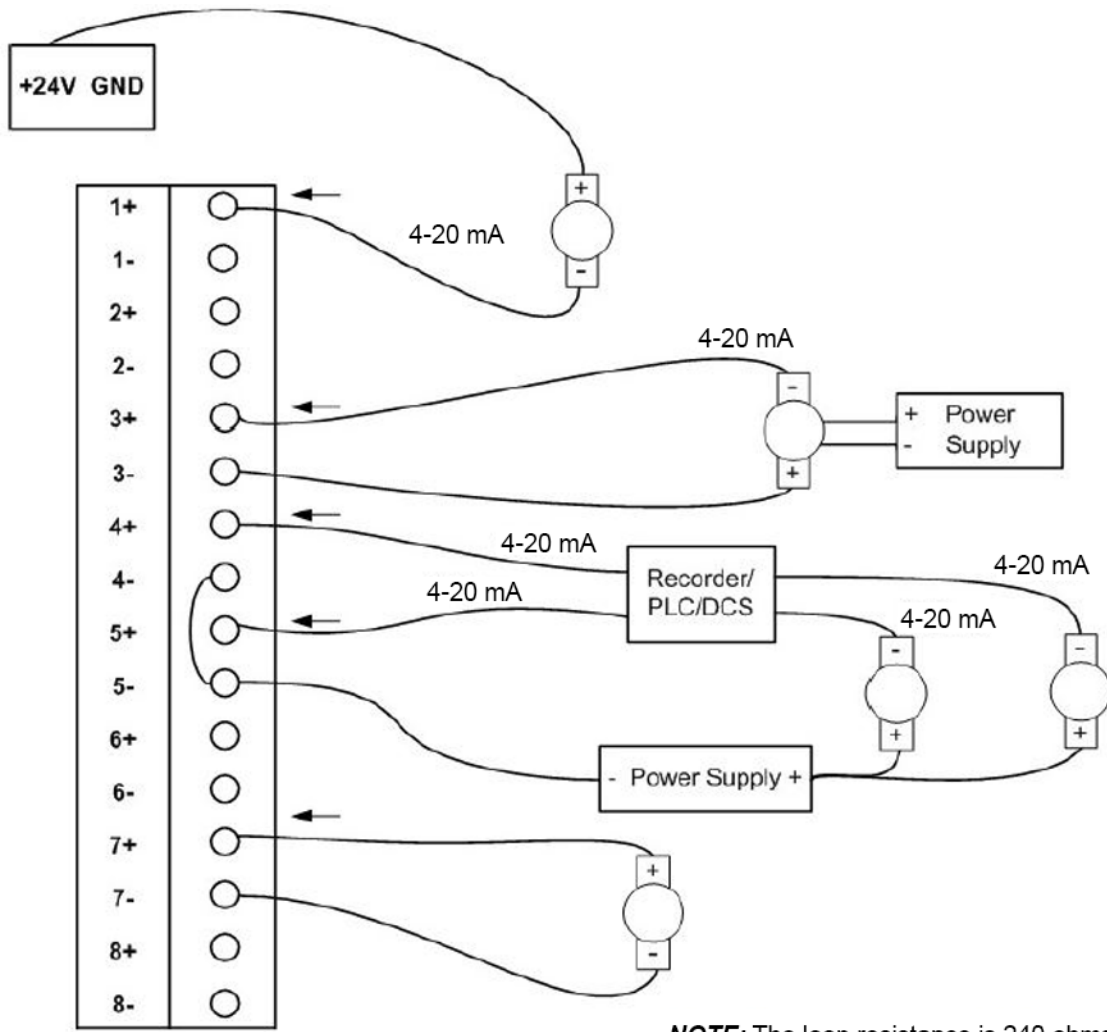 +24V GND
1+
1-
2+
2-
3+
3-
4+
4-
5+
5-
6+
6-
7+
7-
8+
8-
+
4-20 mA
-
4-20 mA
-
+
+ Power
- Supply
4-20 mA
4-20 mA
Recorder/
PLC/DCS
4-20 mA
4-20 mA
-
+
-
+
- Power Supply +
+
-
NOTE: The loop resistance is 240 ohms